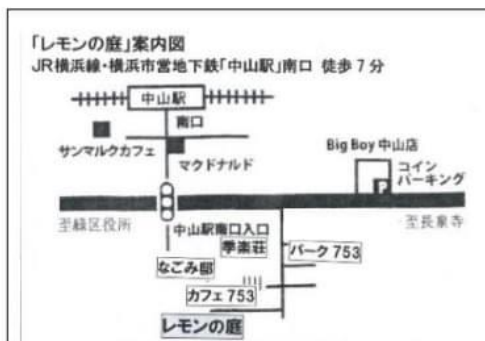 「レモンの庭」案内図
JR横浜線・横浜市営地下鉄「中山駅」南口 徒歩7分
中山駅
南口
サンマルクカフェ
マクドナルド
Big Boy 中山店
コイン
パーキング
P
至緑区役所
中山駅南口入口
至長泉寺
季楽荘
パーク753
なごみ邸
カフェ753
レモンの庭